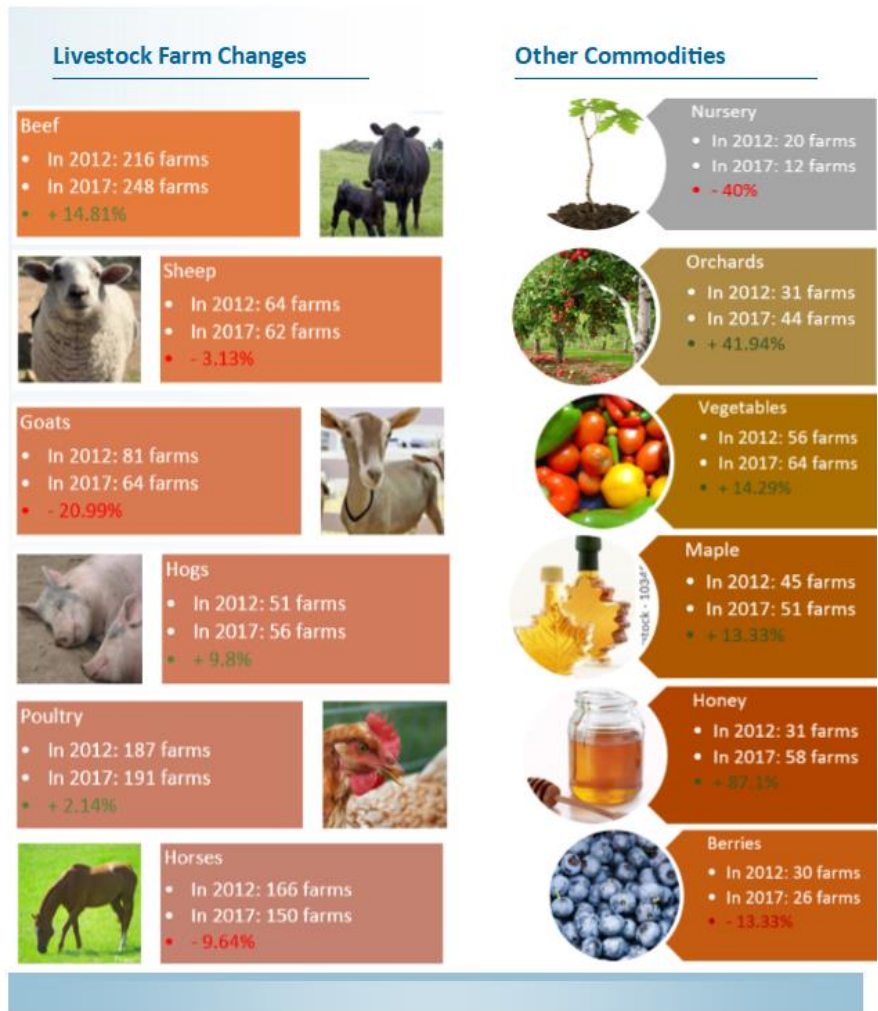 Livestock Farm Changes
Beef
• In 2012: 216 farms
• In 2017: 248 farms
• + 14.81%
Sheep
• In 2012: 64 farms
• In 2017: 62 farms
• - 3.13%
Goats
• In 2012: 81 farms
• In 2017: 64 farms
• - 20.99%
Hogs
• In 2012: 51 farms
• In 2017: 56 farms
• + 9.8%
Poultry
• In 2012: 187 farms
• In 2017: 191 farms
• + 2.14%
Horses
• In 2012: 166 farms
• In 2017: 150 farms
• - 9.64%
Other Commodities
Nursery
• In 2012: 20 farms
• In 2017: 12 farms
• - 40%
Orchards
• In 2012: 31 farms
• In 2017: 44 farms
• + 41.94%
Vegetables
• In 2012: 56 farms
• In 2017: 64 farms
• + 14.29%
Maple
• In 2012: 45 farms
• In 2017: 51 farms
• + 13.33%
tock - 1034
Honey
• In 2012: 31 farms
• In 2017: 58 farms
• + 87.1%
Berries
• In 2012: 30 farms
• In 2017: 26 farms
• - 13.33%